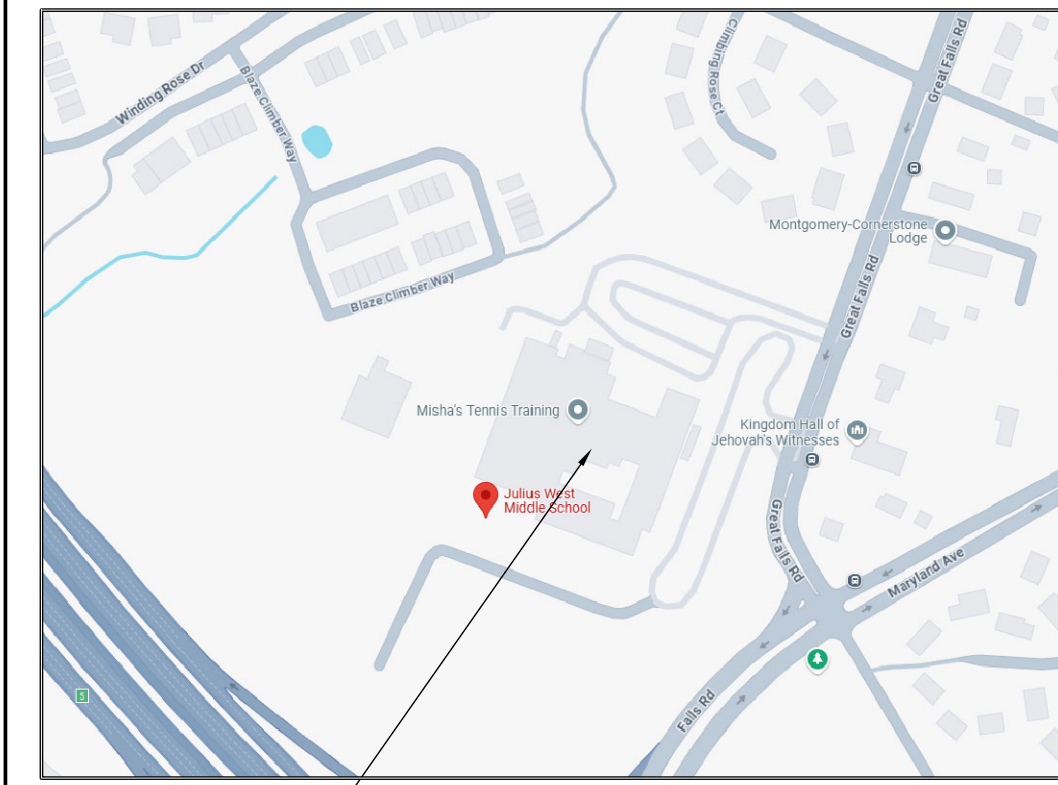 Winding Rose Dr
Blaze Climber Way
Climbing Rose Ct
Great Falls Rd
Montgomery-Cornerstone
Lodge
Blaze Climber Way
Great Falls Rd
Misha's Tennis Training
Kingdom Hall of
Jehovah's Witnesses
Julius West
Middle School
Great Falls Rd
Maryland Ave
5
Falls Rd